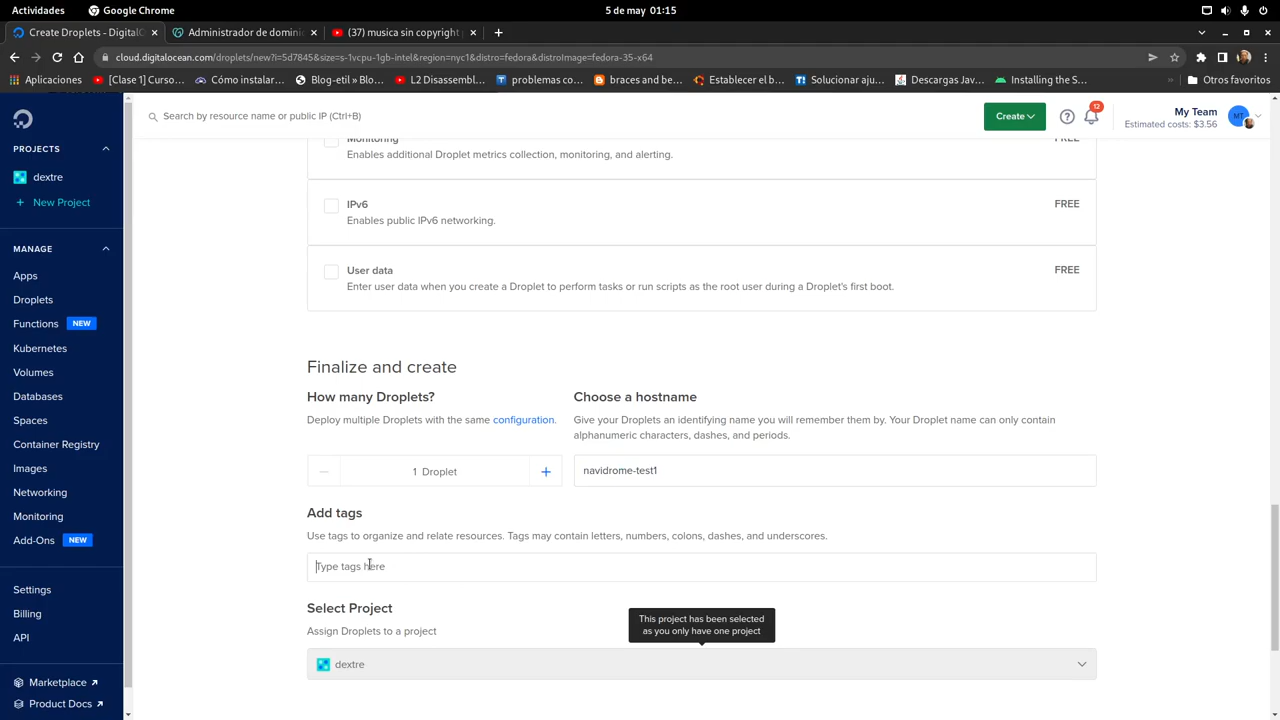 Actividades
Google Chrome
5 de may 01:15
Create Droplets - DigitalO
Administrador de domini
(37) musica sin copyright
cloud.digitalocean.com/droplets/new?i=5d7845&size=s-1vcpu-1gb-intel&region=nyc1&distro=fedora&distroImage=fedora-35-x64
Aplicaciones
[Clase1] Curso...
Cómo instalar...
Blog-etil » Blo...
L2 Disamble...
problemas co...
braces and be...
Establecer el b...
Solucionar aju...
Descargas Jav...
Installing the S...
Otros favoritos
Search by resource name or public IP (Ctrl+B)
Create
12
My Team
Estimated costs: $3.56
MT
PROJECTS
dextre
+ New Project
MANAGE
Apps
Droplets
Functions NEW
Kubernetes
Volumes
Databases
Spaces
Container Registry
Images
Networking
Monitoring
Add-Ons NEW
Settings
Billing
API
Marketplace
Product Docs
Monitoring FREE
Enables additional Droplet metrics collection, monitoring, and alerting.
IPv6 FREE
Enables public IPv6 networking.
User data FREE
Enter user data when you create a Droplet to perform tasks or run scripts as the root user during a Droplet's first boot.
Finalize and create
How many Droplets?
Deploy multiple Droplets with the same configuration.
1 Droplet
Choose a hostname
Give your Droplets an identifying name you will remember them by. Your Droplet name can only contain
alphanumeric characters, dashes, and periods.
navidrome-test1
Add tags
Use tags to organize and relate resources. Tags may contain letters, numbers, colons, dashes, and underscores.
Type tags here
Select Project
Assign Droplets to a project
This project has been selected
as you only have one project
dextre